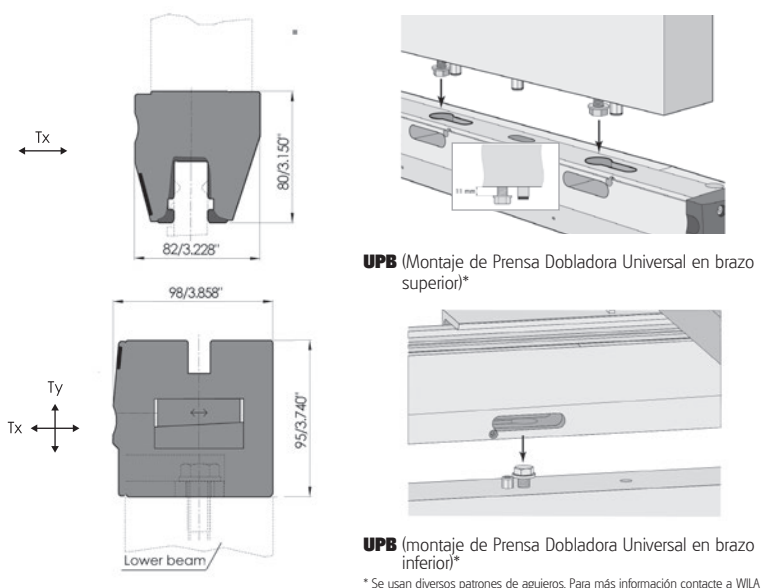 Tx
80/3.150"
82/3.228"
11 mm
UPB (Montaje de Prensa Dobladora Universal en brazo
superior)*
98/3.858"
Ty
Tx
95/3.740"
Lower beam
UPB (montaje de Prensa Dobladora Universal en brazo
inferior)*
* Se usan diversos patrones de agujeros. Para más información contacte a WILA